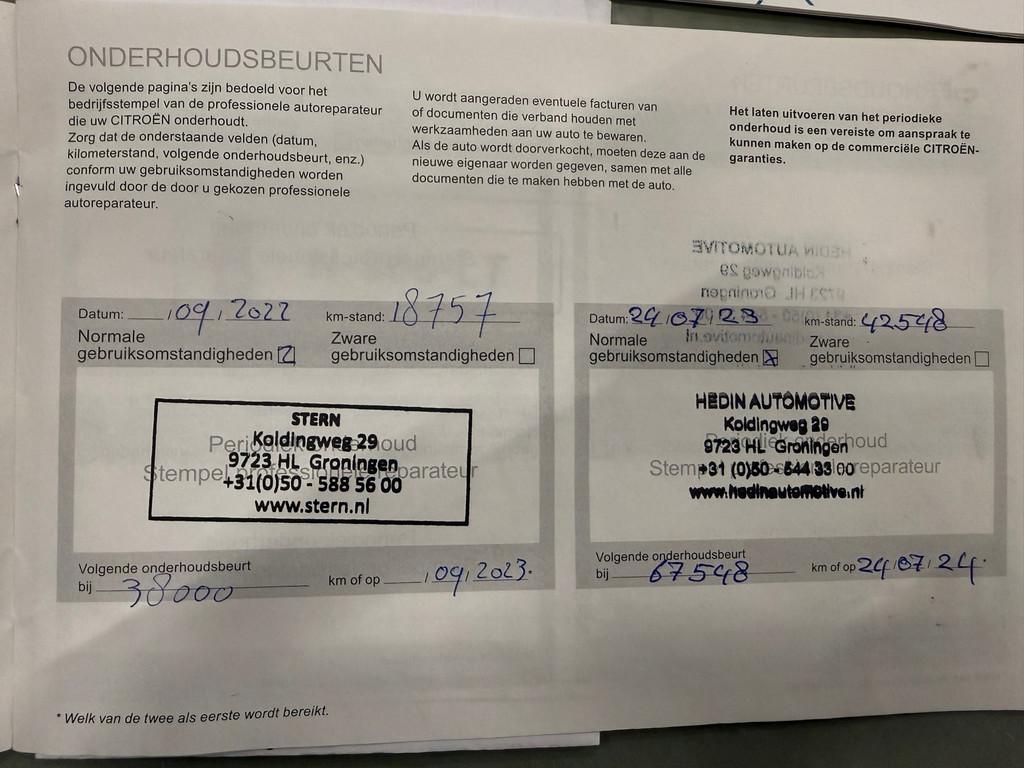 ONDERHOUDSBEURTEN
De volgende pagina's zijn bedoeld voor het
bedrijfsstempel van de professionele autoreparateur
die uw CITROËN onderhoudt.
Zorg dat de onderstaande velden (datum,
kilometerstand, volgende onderhoudsbeurt, enz.)
conform uw gebruiksomstandigheden worden
ingevuld door de door u gekozen professionele
autoreparateur.
U wordt aangeraden eventuele facturen van
of documenten die verband houden met
werkzaamheden aan uw auto te bewaren.
Als de auto wordt doorverkocht, moeten deze aan de
nieuwe eigenaar worden gegeven, samen met alle
documenten die te maken hebben met de auto.
Het laten uitvoeren van het periodieke
onderhoud is een vereiste om aanspraak te
kunnen maken op de commerciële CITROËN-
garanties.
Datum: ___/09/2022 km-stand: 18757
Normale
gebruiksomstandigheden
Zware
gebruiksomstandigheden
Periodiek onderhoud
Stempel professionele reparateur
STERN
Koldingweg 29
9723 HL Groningen
+31(0)50 - 588 56 00
www.stern.nl
Volgende onderhoudsbeurt
bij 38000 km of op ___/09/2023.
Datum: 24/07/23 km-stand: 42548
Normale
gebruiksomstandigheden
Zware
gebruiksomstandigheden
Periodiek onderhoud
Stempel professionele reparateur
HEDIN AUTOMOTIVE
Koldingweg 29
9723 HL Groningen
+31 (0)50 - 544 33 00
www.hedinautomotive.nl
Volgende onderhoudsbeurt
bij 67548 km of op 24/07/24.
* Welk van de twee als eerste wordt bereikt.